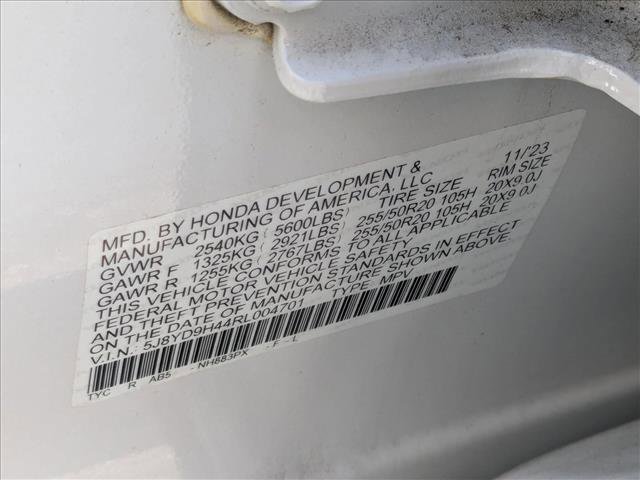 MFD. BY HONDA DEVELOPMENT & 11/'23
MANUFACTURING OF AMERICA, LLC
TIRE SIZE RIM SIZE
GVWR 2540KG ( 5600LBS)
GAWR F 1325KG ( 2921LBS) 255/50R20 105H 20X9.0J
GAWR R 1255KG ( 2767LBS) 255/50R20 105H 20X9.0J
THIS VEHICLE CONFORMS TO ALL APPLICABLE
FEDERAL MOTOR VEHICLE SAFETY
AND THEFT PREVENTION STANDARDS IN EFFECT
ON THE DATE OF MANUFACTURE SHOWN ABOVE.
V.I.N.: 5J8YD9H44RL004701 TYPE: MPV
TYC R AB5 - NH883PX - F - L